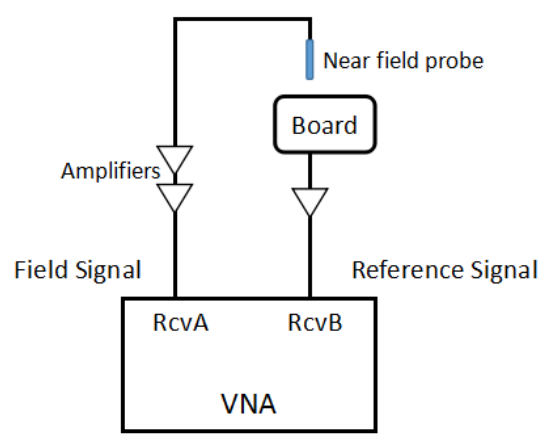 Near field probe
Board
Amplifiers
Field Signal
Reference Signal
RcvA
RcvB
VNA